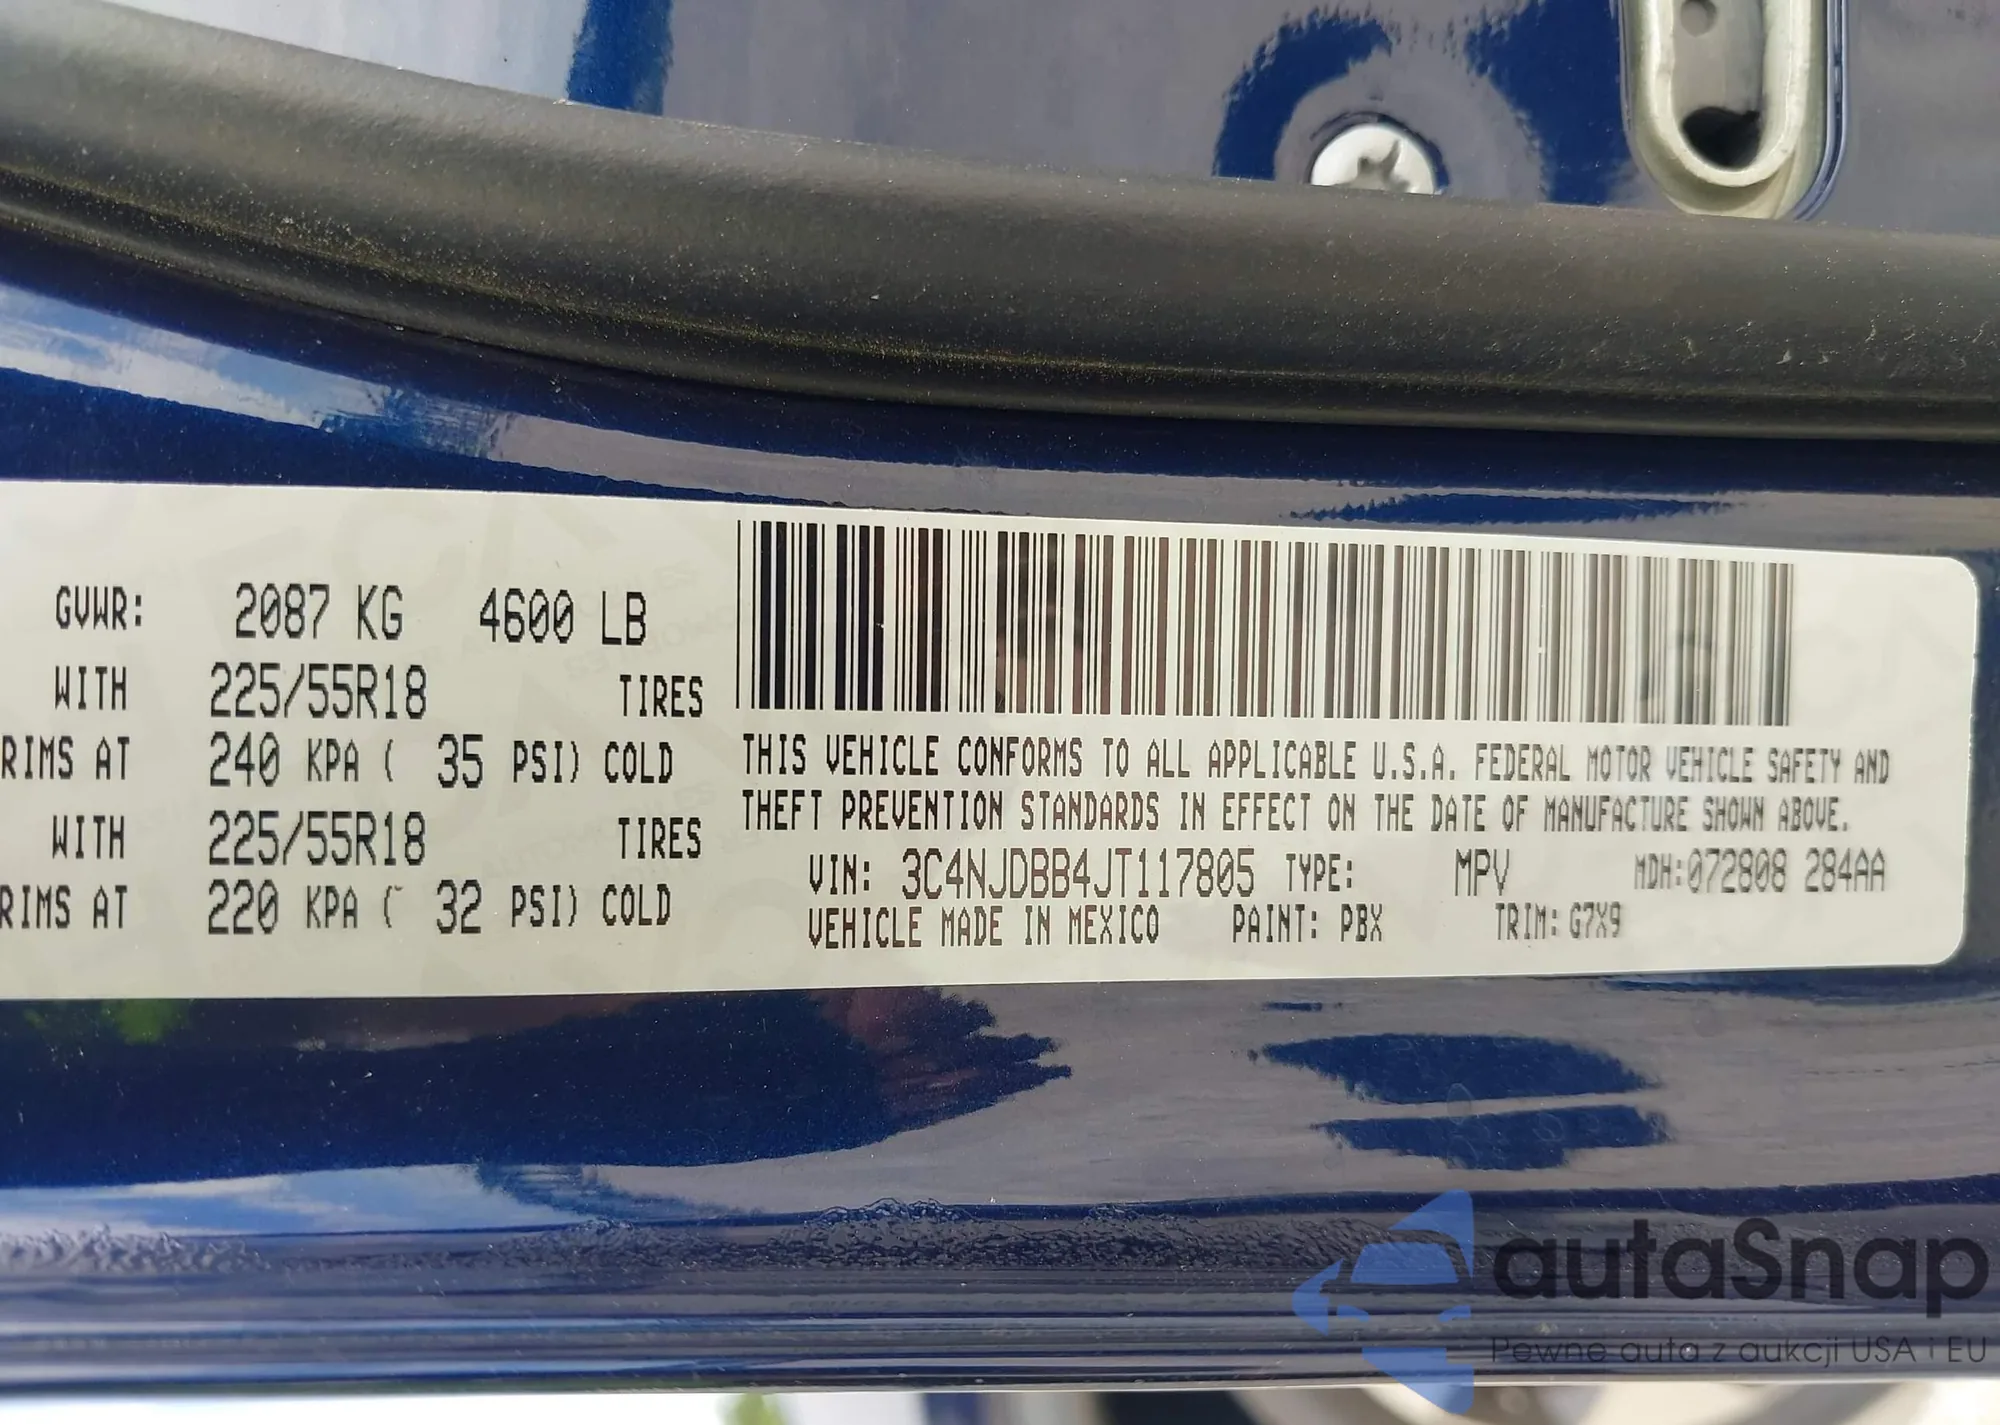 GVWR: 2087 KG 4600 LB
WITH 225/55R18 TIRES
RIMS AT 240 KPA ( 35 PSI) COLD
WITH 225/55R18 TIRES
RIMS AT 220 KPA ( 32 PSI) COLD
THIS VEHICLE CONFORMS TO ALL APPLICABLE U.S.A. FEDERAL MOTOR VEHICLE SAFETY AND
THEFT PREVENTION STANDARDS IN EFFECT ON THE DATE OF MANUFACTURE SHOWN ABOVE.
VIN: 3C4NJDBB4JT117805 TYPE: MPV MDH:072808 284AA
VEHICLE MADE IN MEXICO PAINT: PBX TRIM: G7X9
autaSnap
Pewne auta z aukcji USA i EU